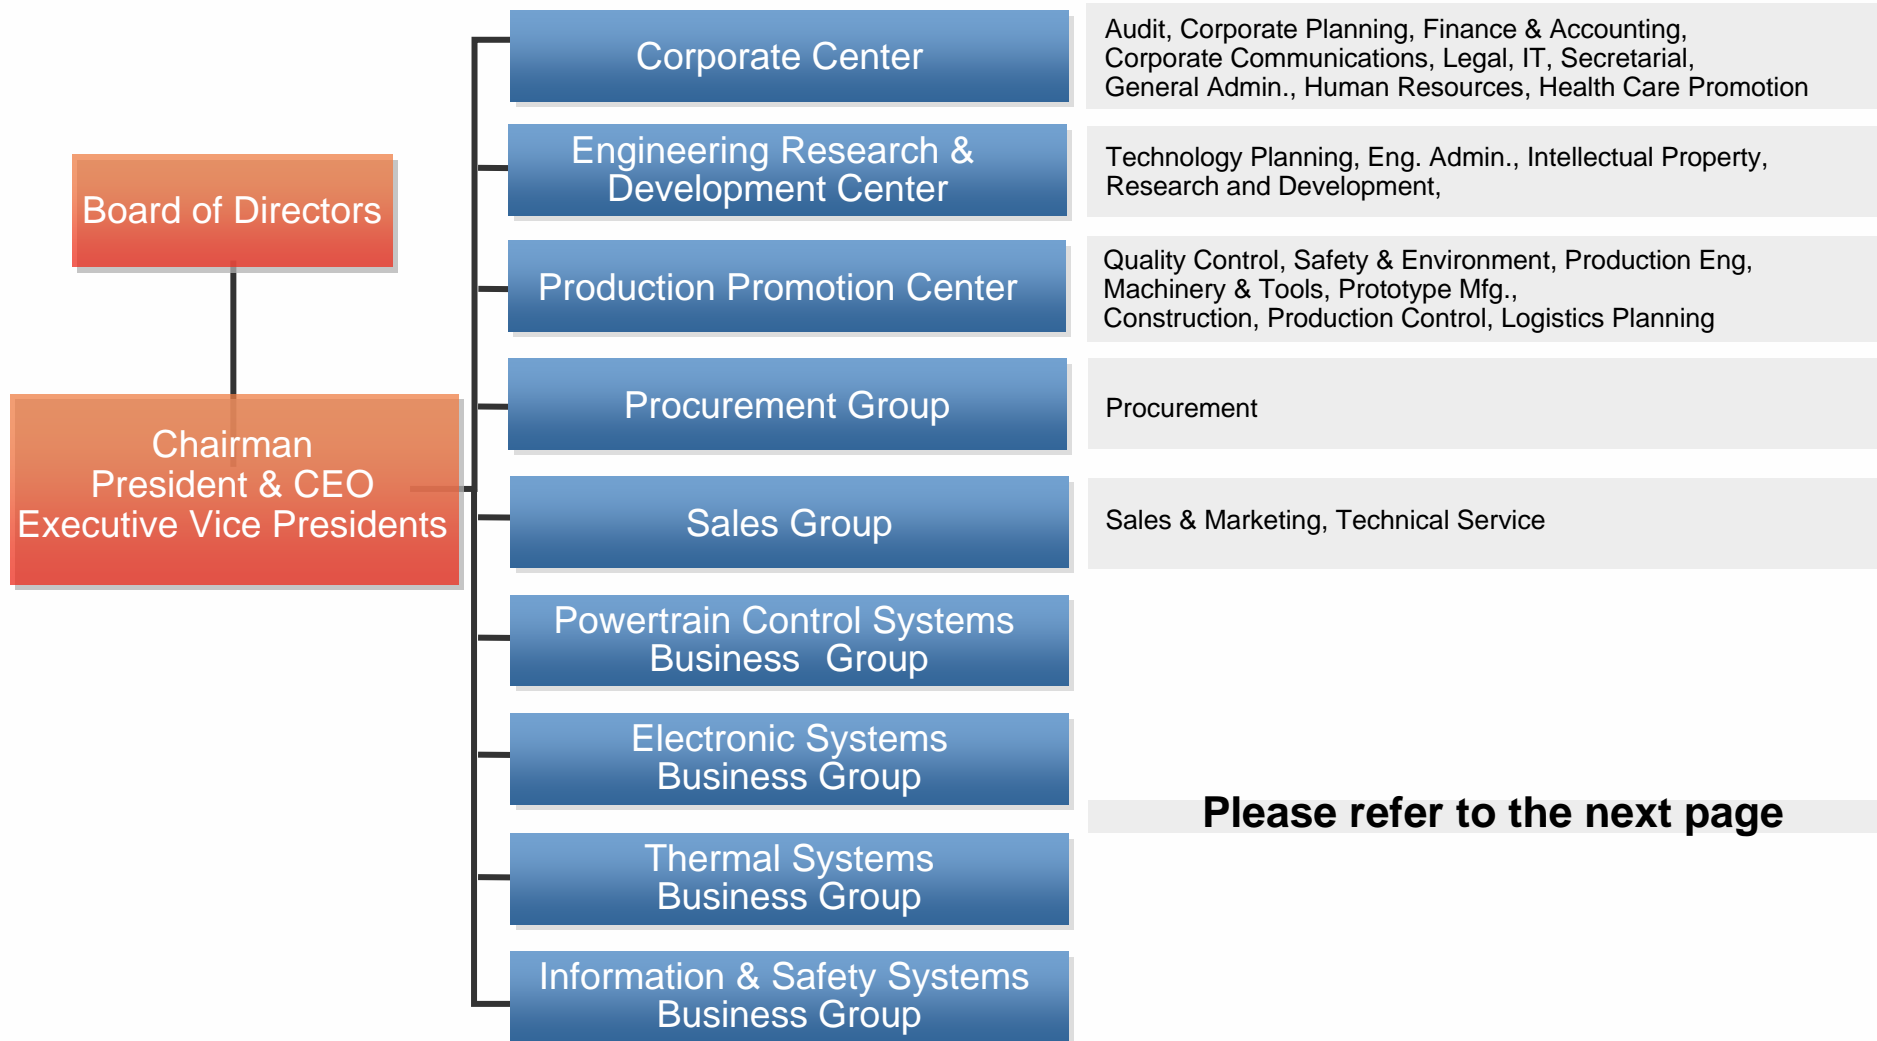 Board of Directors
Chairman
President & CEO
Executive Vice Presidents
Corporate Center
Audit, Corporate Planning, Finance & Accounting,
Corporate Communications, Legal, IT, Secretarial,
General Admin., Human Resources, Health Care Promotion
Engineering Research &
Development Center
Technology Planning, Eng. Admin., Intellectual Property,
Research and Development,
Production Promotion Center
Quality Control, Safety & Environment, Production Eng,
Machinery & Tools, Prototype Mfg.,
Construction, Production Control, Logistics Planning
Procurement Group
Procurement
Sales Group
Sales & Marketing, Technical Service
Powertrain Control Systems
Business Group
Electronic Systems
Business Group
Thermal Systems
Business Group
Information & Safety Systems
Business Group
Please refer to the next page